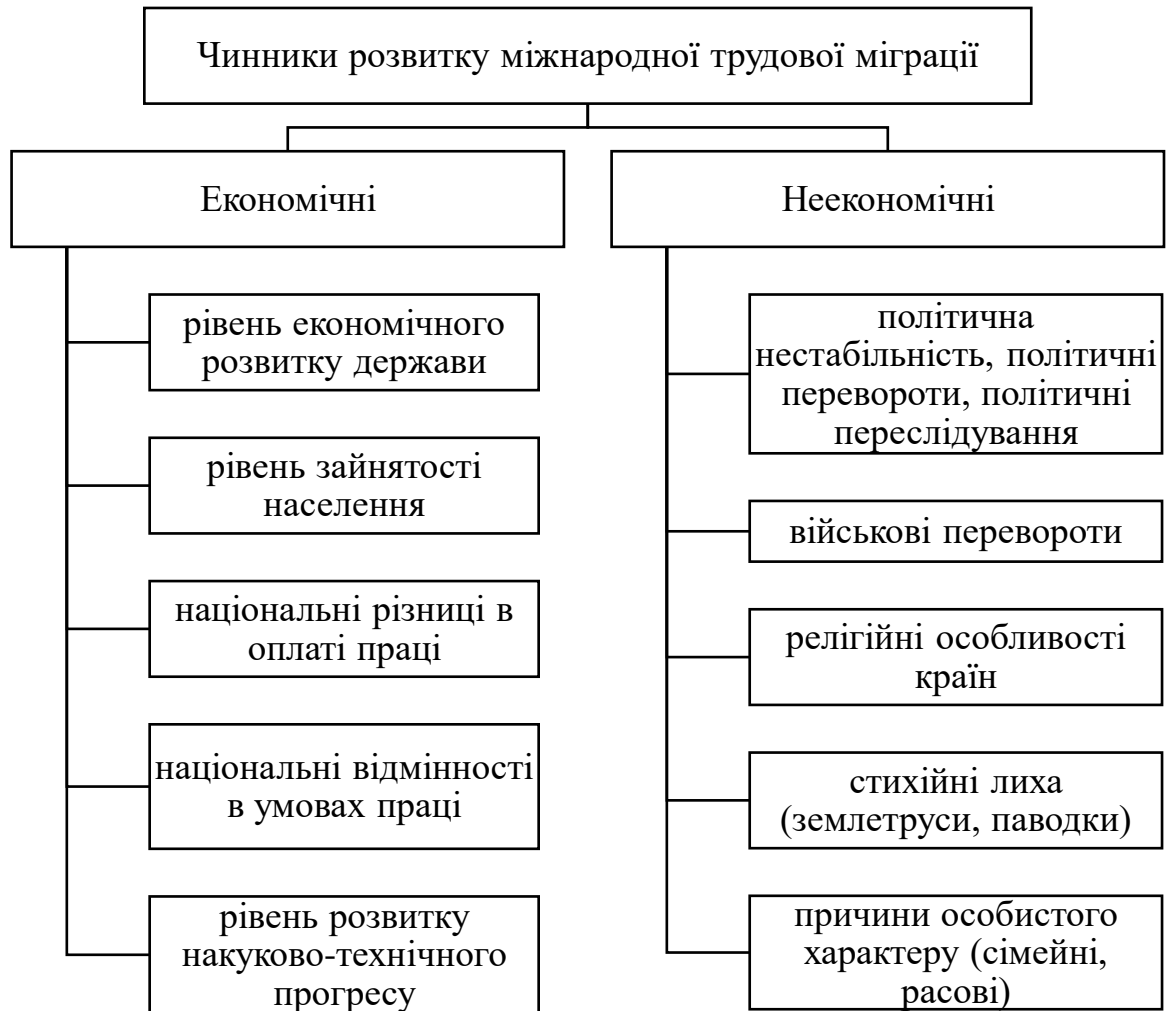 Чинники розвитку міжнародної трудової міграції
Економічні
рівень економічного
розвитку держави
рівень зайнятості
населення
національні різниці в
оплаті праці
національні відмінності
в умовах праці
рівень розвитку
накуково-технічного
прогресу
Неекономічні
політична
нестабільність, політичні
перевороти, політичні
переслідування
військові перевороти
релігійні особливості
країн
стихійні лиха
(землетруси, паводки)
причини особистого
характеру (сімейні,
расові)